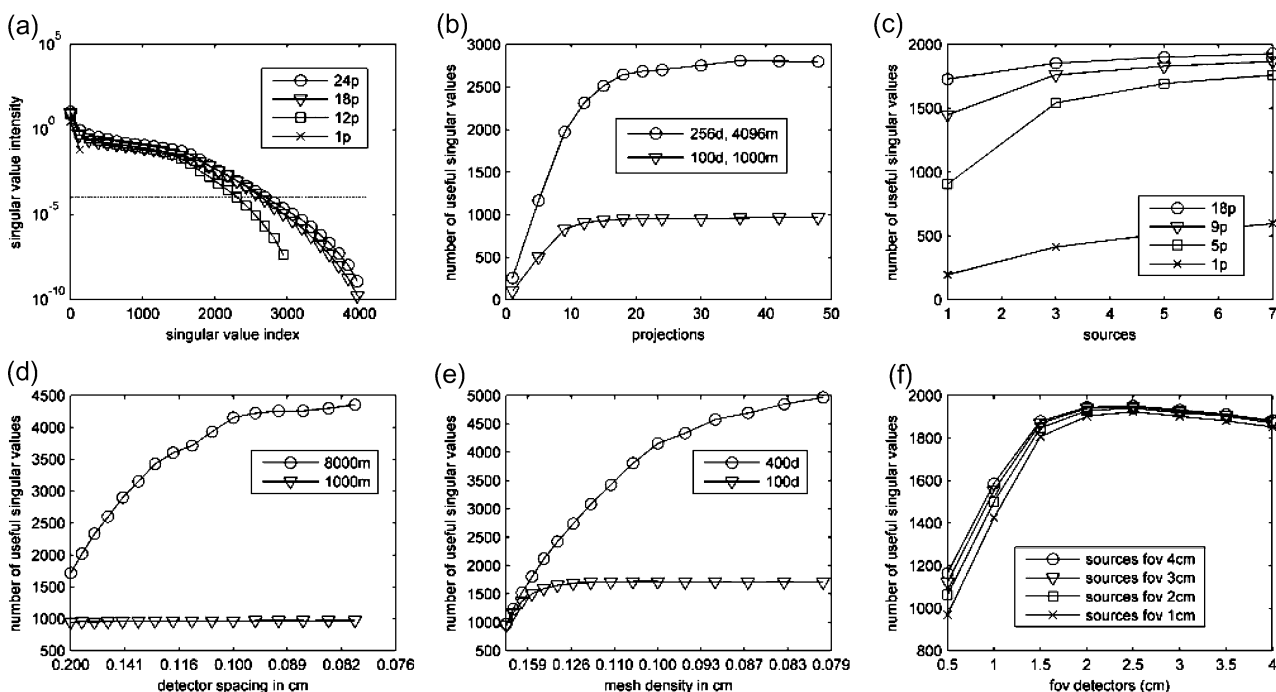 (a)
singular value intensity
10^5
10^0
10^-5
10^-10
24p
18p
12p
1p
0 1000 2000 3000 4000
singular value index
(b)
number of useful singular values
3000
2500
2000
1500
1000
500
0
256d, 4096m
100d, 1000m
0 10 20 30 40 50
projections
(c)
number of useful singular values
2000
1500
1000
500
0
18p
9p
5p
1p
1 2 3 4 5 6 7
sources
(d)
number of useful singular values
4500
4000
3500
3000
2500
2000
1500
1000
500
8000m
1000m
0.200 0.141 0.116 0.100 0.089 0.082 0.076
detector spacing in cm
(e)
number of useful singular values
5000
4500
4000
3500
3000
2500
2000
1500
1000
500
400d
100d
0.159 0.126 0.110 0.100 0.093 0.087 0.083 0.079
mesh density in cm
(f)
number of useful singular values
2000
1800
1600
1400
1200
1000
800
sources fov 4cm
sources fov 3cm
sources fov 2cm
sources fov 1cm
0.5 1 1.5 2 2.5 3 3.5 4
fov detectors (cm)